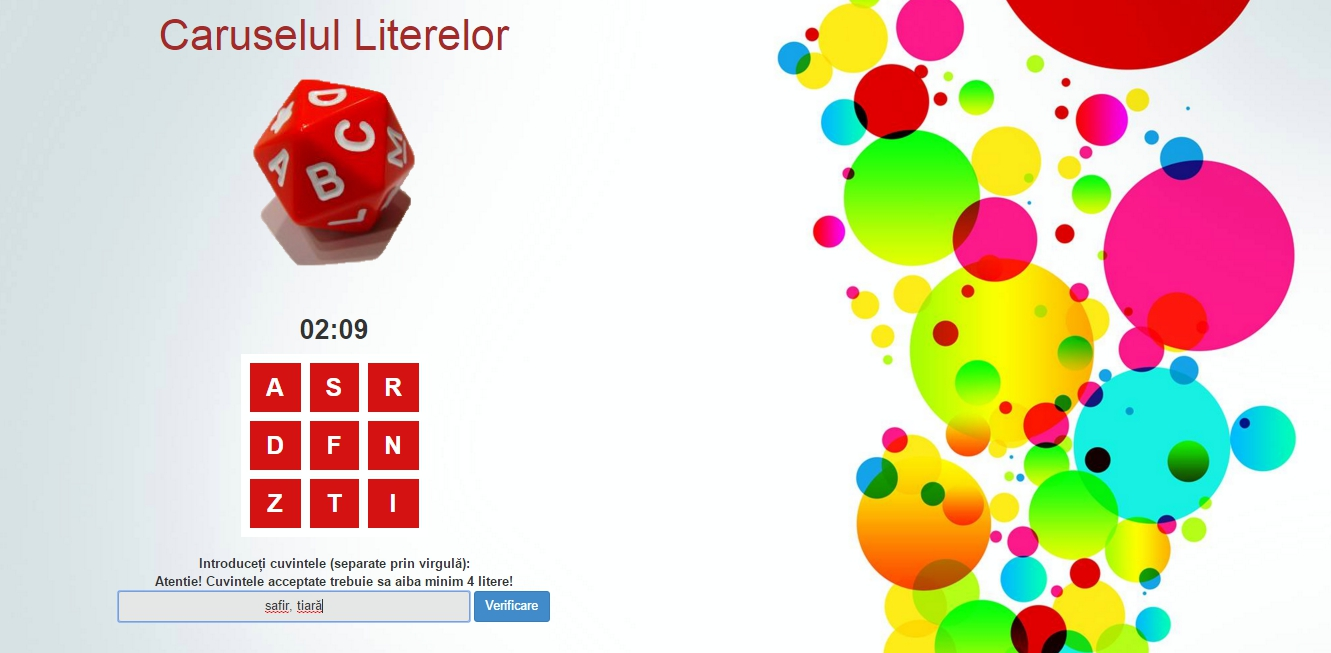 Caruselul Literelor
D
C
M
A
B
L
02:09
A S R
D F N
Z T I
Introduceți cuvintele (separate prin virgulă):
Atentie! Cuvintele acceptate trebuie sa aiba minim 4 litere!
safir, tiară
Verificare